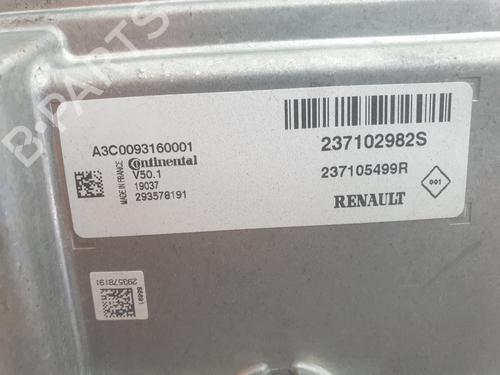 A3C0093160001
Continental
V50.1
19037
293578191
MADE IN FRANCE
237102982S
237105499R
001
RENAULT
293578191
B-PARTS